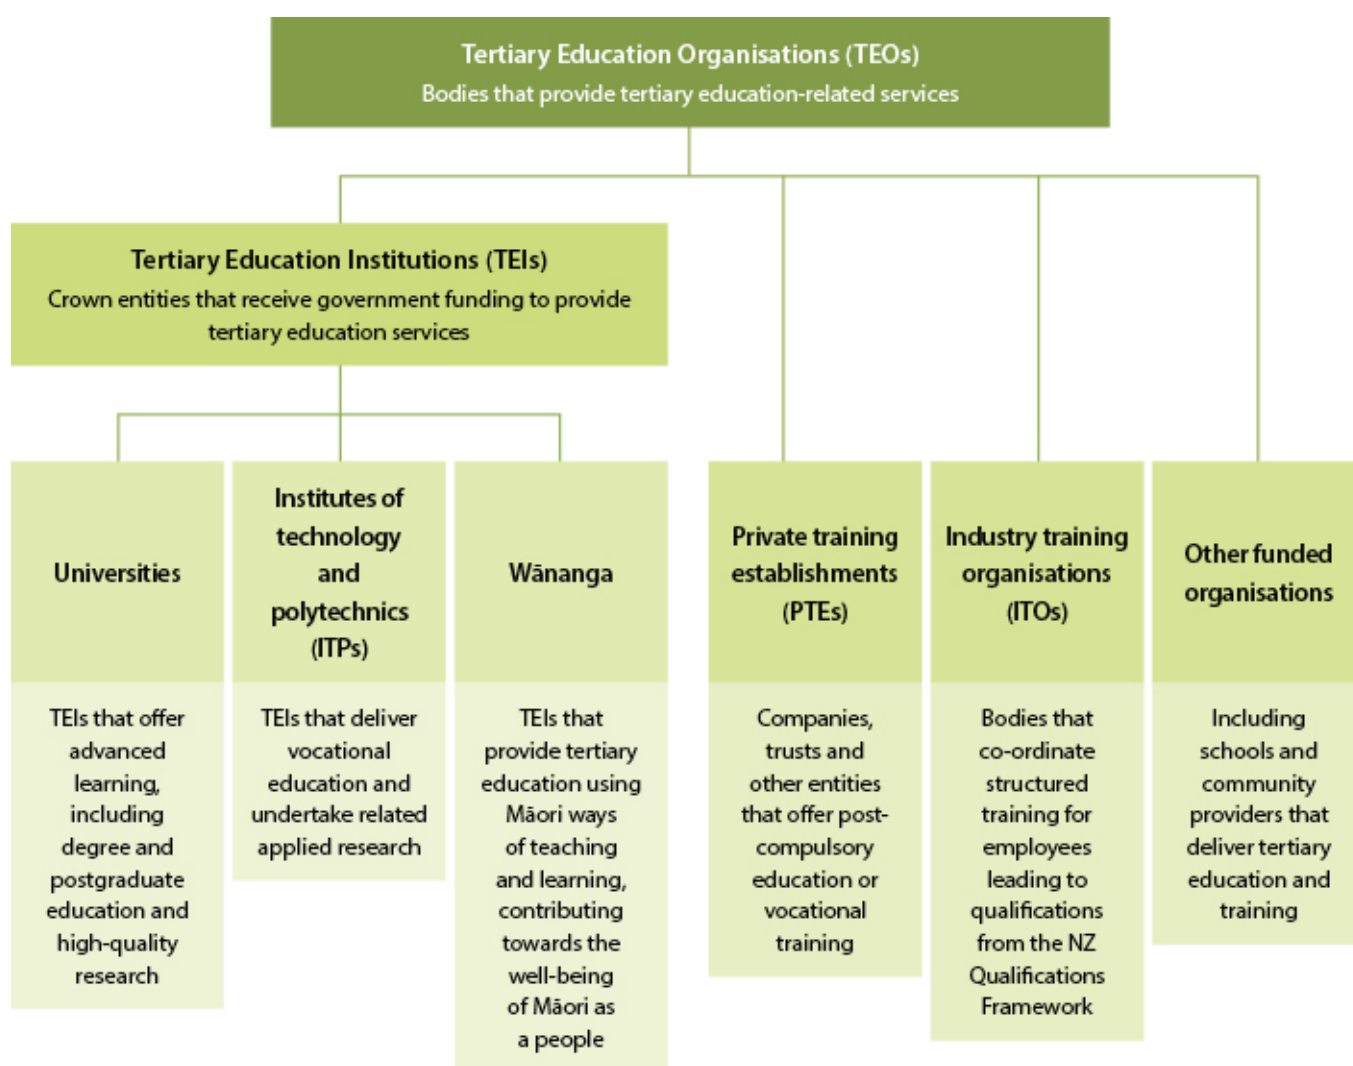 Tertiary Education Organisations (TEOs)
Bodies that provide tertiary education-related services
Tertiary Education Institutions (TEIs)
Crown entities that receive government funding to provide
tertiary education services
Universities
TEIs that offer
advanced
learning,
including
degree and
postgraduate
education and
high-quality
research
Institutes of
technology
and
polytechnics
(ITPs)
TEIs that deliver
vocational
education and
undertake related
applied research
Wānanga
TEIs that
provide tertiary
education using
Māori ways
of teaching
and learning,
contributing
towards the
well-being
of Māori as
a people
Private training
establishments
(PTEs)
Companies,
trusts and
other entities
that offer post-
compulsory
education or
vocational
training
Industry training
organisations
(ITOs)
Bodies that
co-ordinate
structured
training for
employees
leading to
qualifications
from the NZ
Qualifications
Framework
Other funded
organisations
Including
schools and
community
providers that
deliver tertiary
education and
training